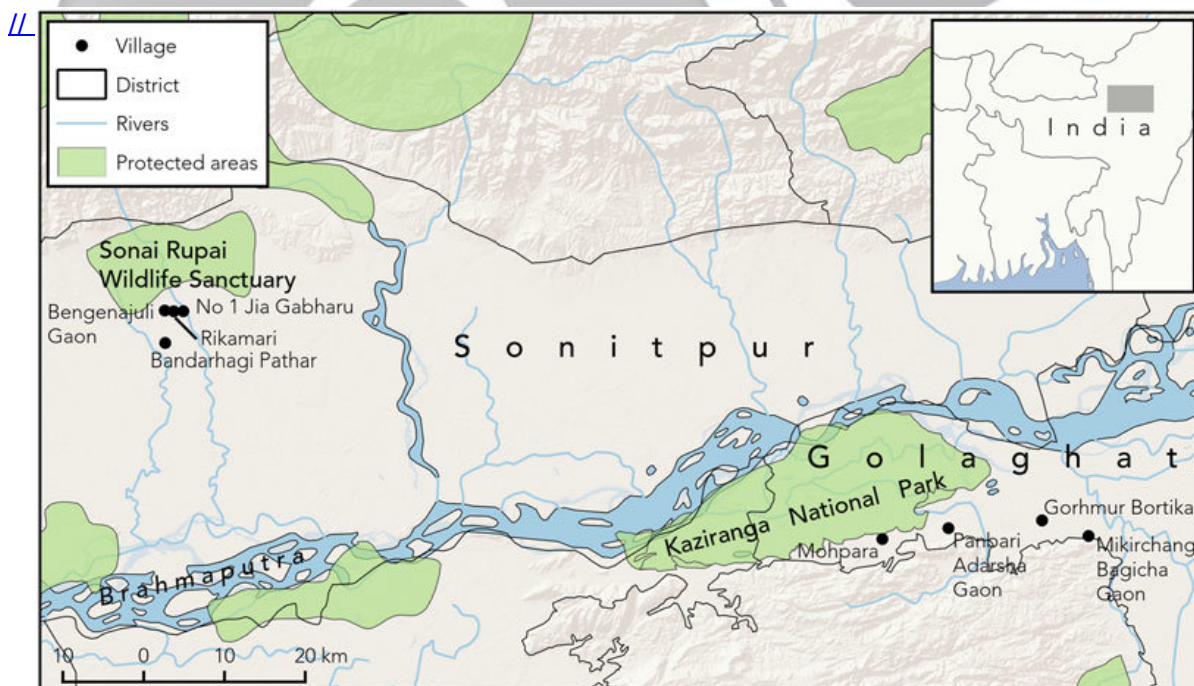 //
Village
District
Rivers
Protected areas
India
Sonai Rupai
Wildlife Sanctuary
Bengenajuli
Gaon
No 1 Jia Gabharu
Rikamari
Bandarhagi Pathar
Sonitpur
Golaghat
Kaziranga National Park
Gorhmur Bortika
Mohpara
Panbari
Adarsha
Gaon
Mikirchang
Bagicha
Gaon
Brahmaputra
10 0 10 20 km